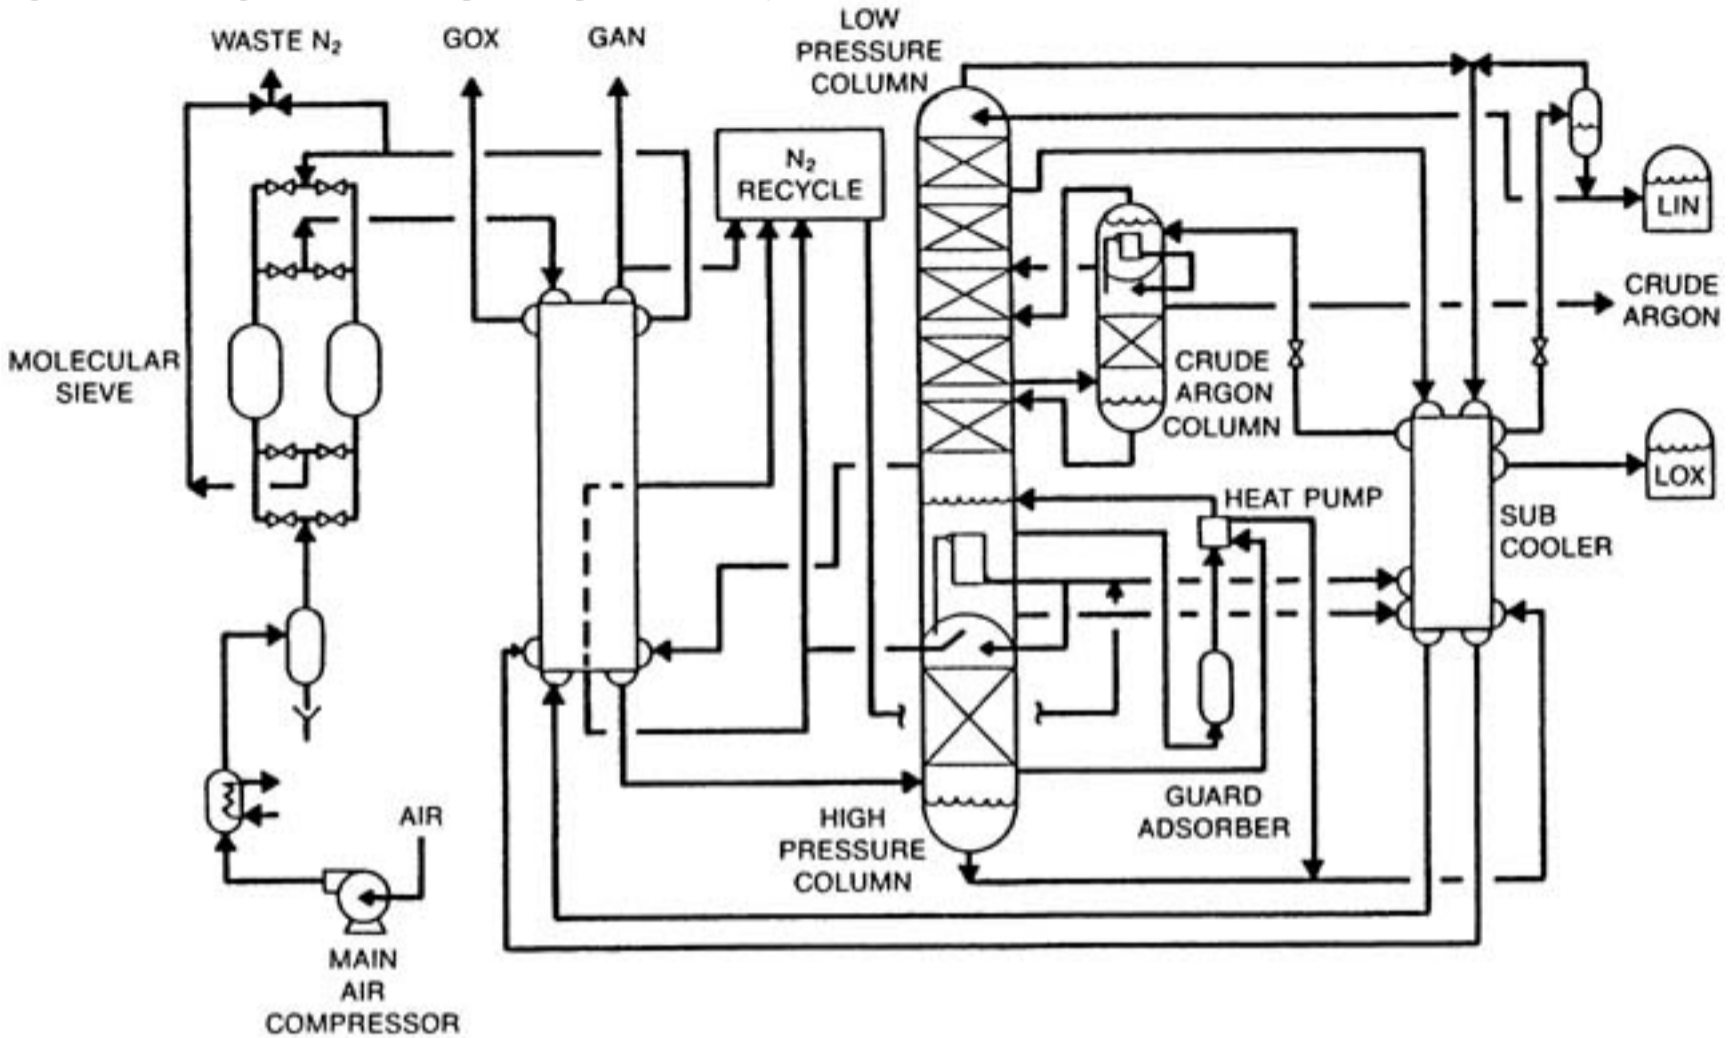 WASTE N₂
GOX
GAN
LOW
PRESSURE
COLUMN
N₂
RECYCLE
LIN
CRUDE
ARGON
MOLECULAR
SIEVE
CRUDE
ARGON
COLUMN
LOX
HEAT PUMP
SUB
COOLER
GUARD
ADSORBER
AIR
HIGH
PRESSURE
COLUMN
MAIN
AIR
COMPRESSOR